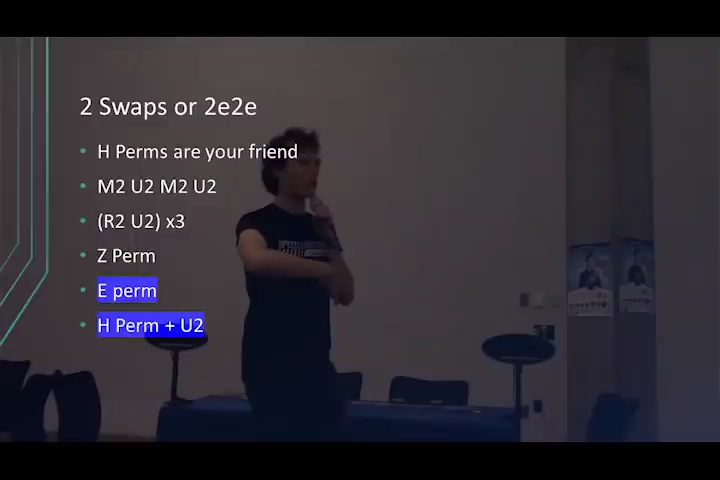 2 Swaps or 2e2e
H Perms are your friend
M2 U2 M2 U2
(R2 U2) x3
Z Perm
E perm
H Perm + U2